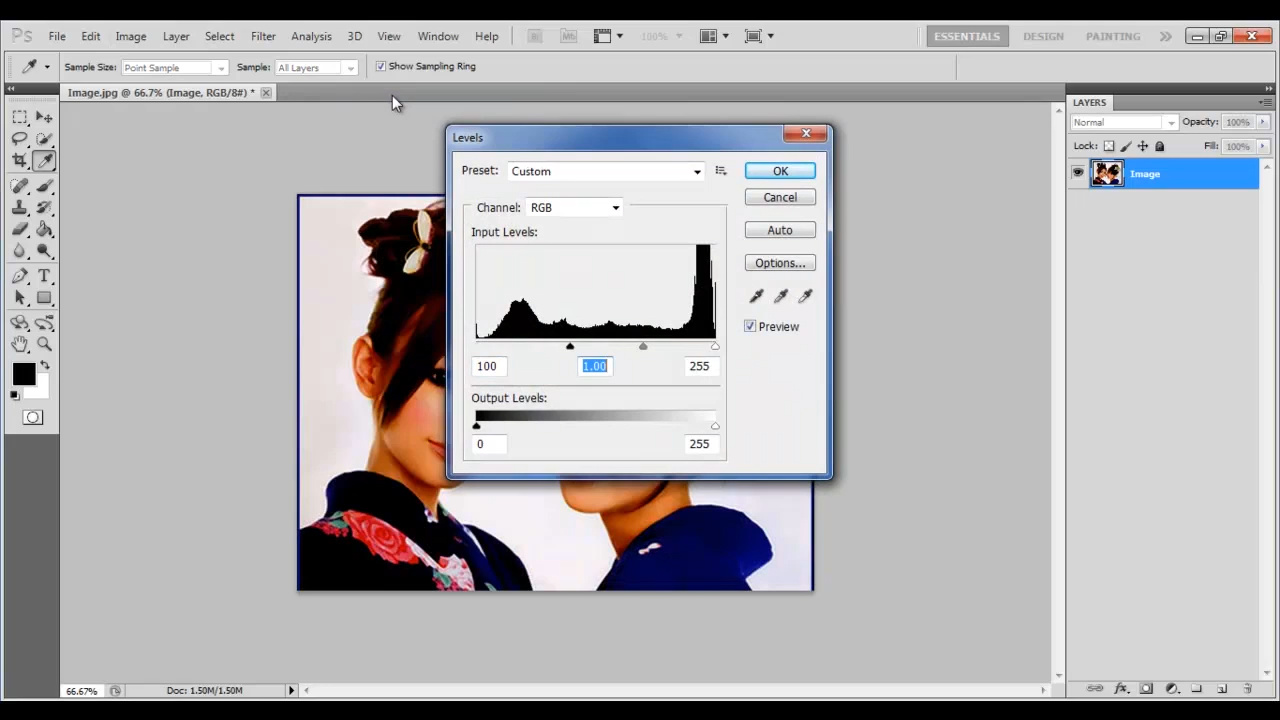 Ps File Edit Image Layer Select Filter Analysis 3D View Window Help Mb 100% ESSENTIALS DESIGN PAINTING
Sample Size: Point Sample Sample: All Layers Show Sampling Ring
Image.jpg @ 66.7% (Image, RGB/8#) *
LAYERS
Normal Opacity: 100%
Lock: Fill: 100%
Image
Levels
Preset: Custom OK
Cancel
Channel: RGB
Input Levels: Auto
Options...
Preview
100 1.00 255
Output Levels:
0 255
T
66.67% Doc: 1.50M/1.50M
fx